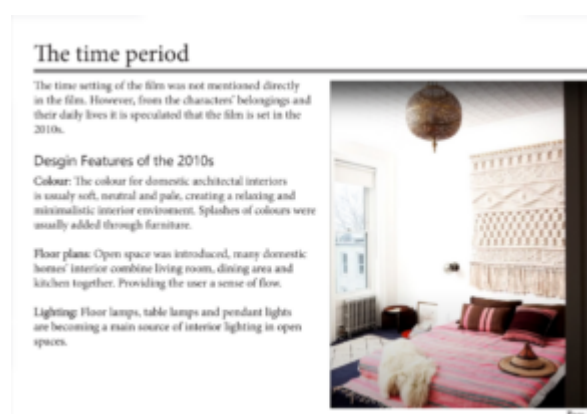 The time period
The time setting of the film was not mentioned directly
in the film. However, from the characters' belongings and
their daily lives it is speculated that the film is set in the
2010s.
Desgin Features of the 2010s
Colour: The colour for domestic architectal interiors
is usualy soft, neutral and pale, creating a relaxing and
minimalistic interior enviroment. Splashes of colours were
usually added through furniture.
Floor plans: Open space was introduced, many domestic
homes' interior combine living room, dining area and
kitchen together. Providing the user a sense of flow.
Lighting: Floor lamps, table lamps and pendant lights
are becoming a main source of interior lighting in open
spaces.